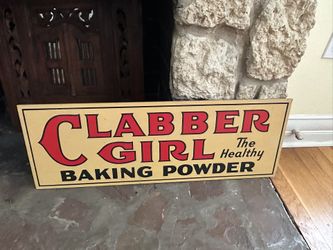 CLABBER
GIRL The Healthy
BAKING POWDER